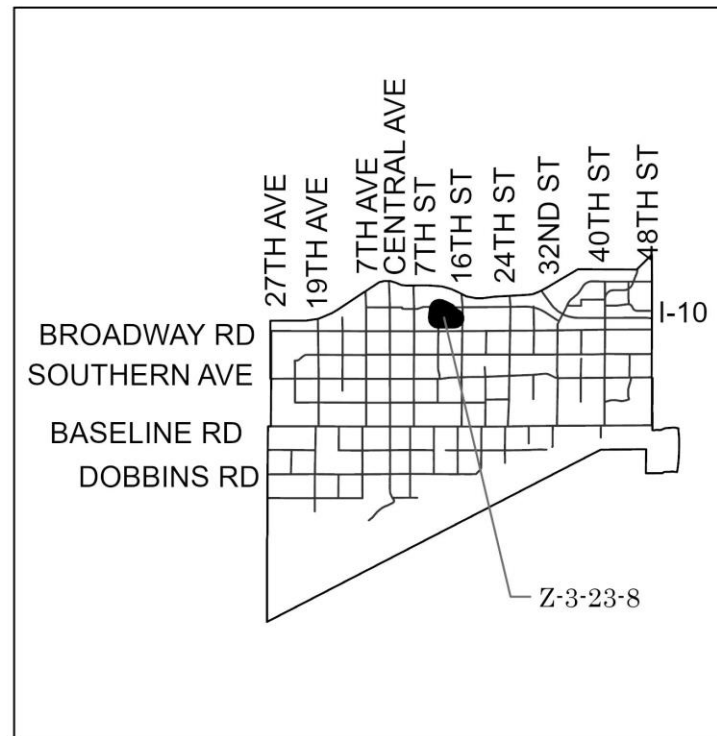 27TH AVE
19TH AVE
7TH AVE
CENTRAL AVE
7TH ST
16TH ST
24TH ST
32ND ST
40TH ST
48TH ST
I-10
BROADWAY RD
SOUTHERN AVE
BASELINE RD
DOBBINS RD
Z-3-23-8